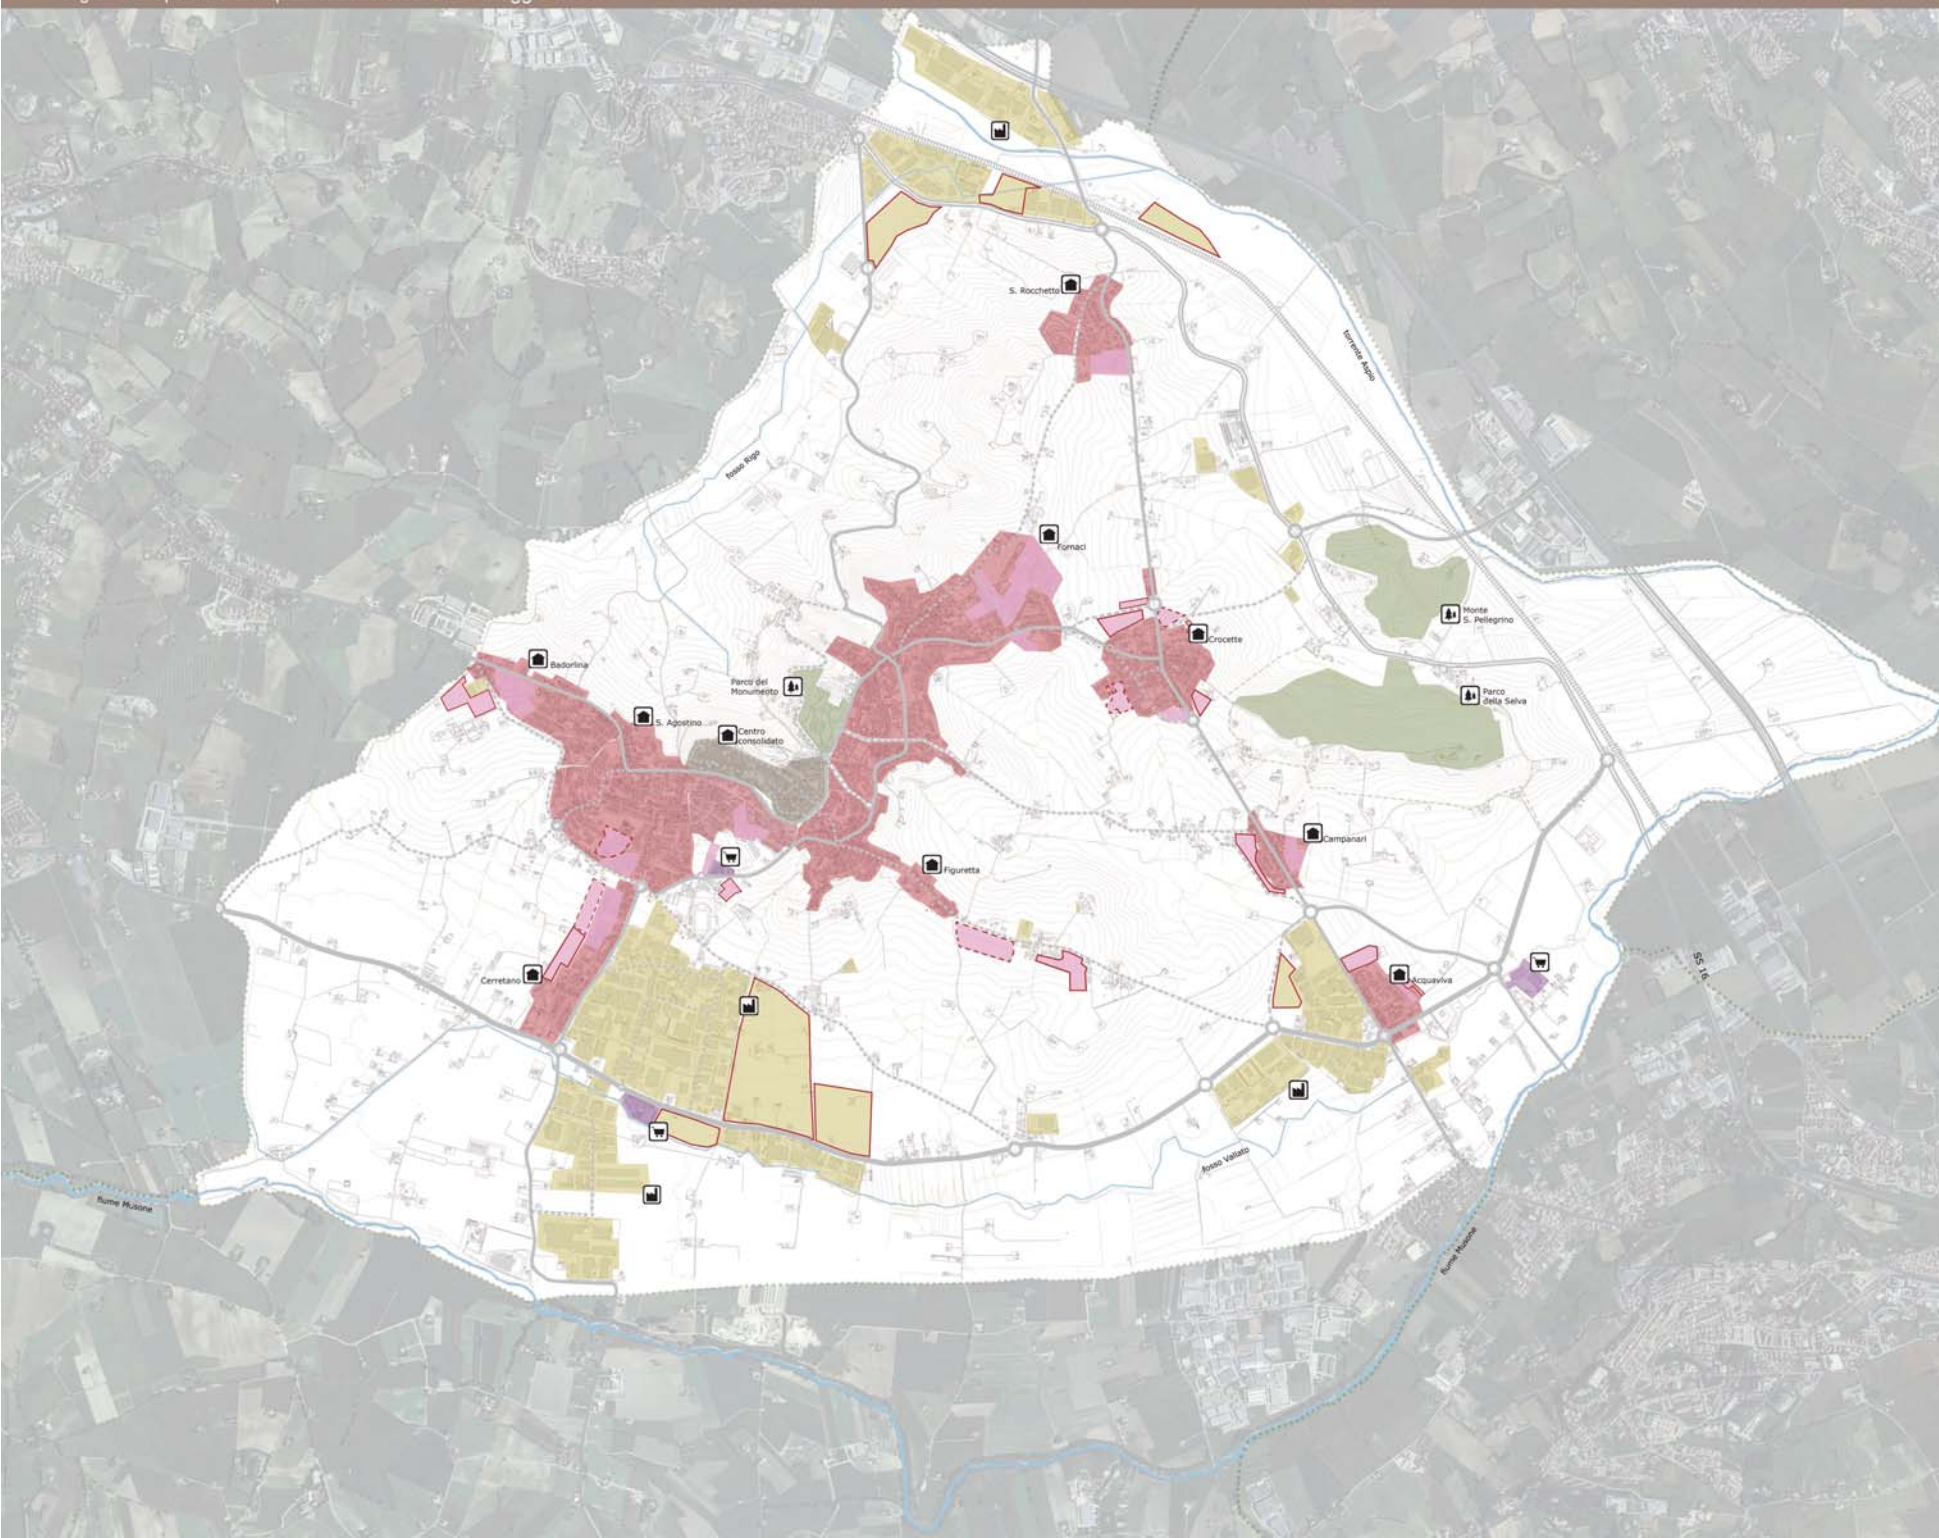 S. Rocchetto
torrente Aspio
fosso Rigo
Fornaci
Monte
S. Pellegrino
Crocette
Badorlina
Parco del
Monumento
Parco
della Selva
S. Agostino
Centro
consolidato
Campanari
Figuretta
SS 16
Cerretano
Acquaviva
fosso Vallato
fiume Musone
fiume Musone